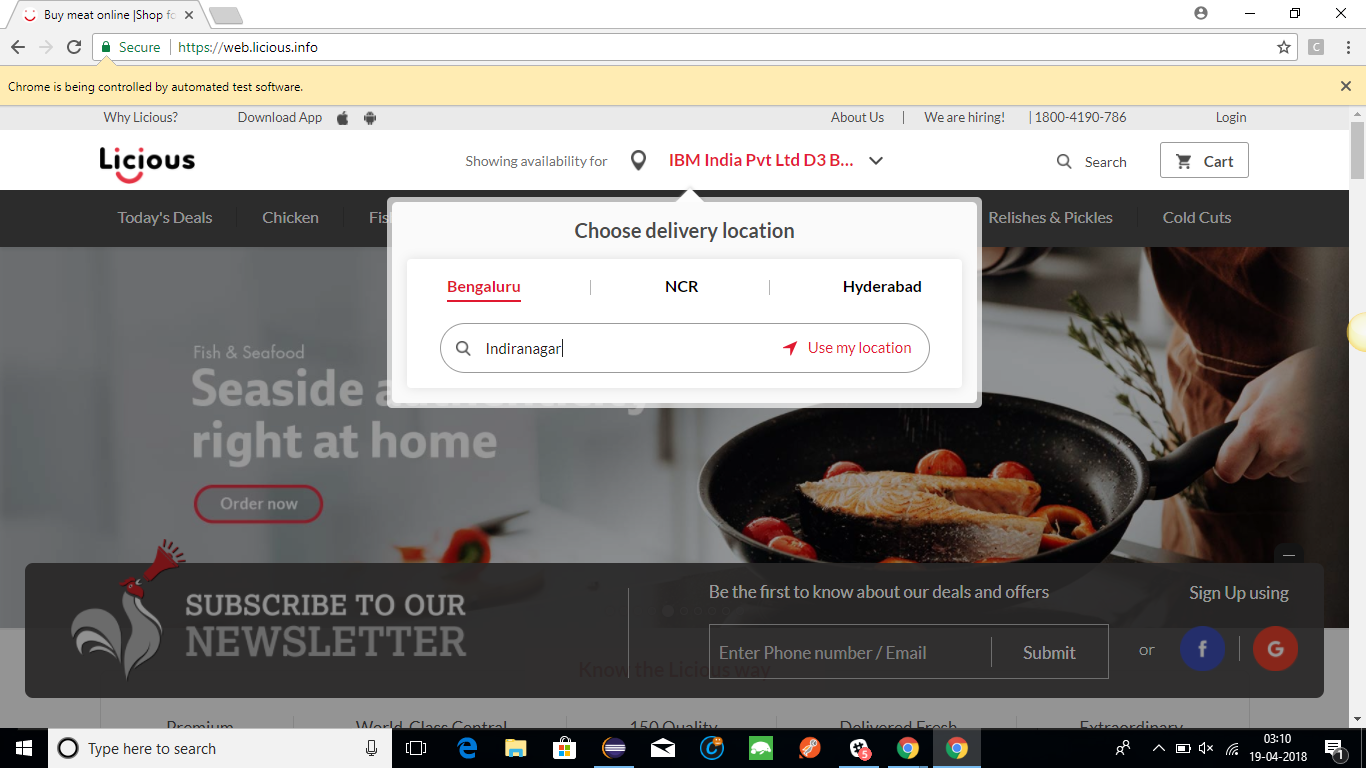 Buy meat online |Shop fo
Secure
https://web.licious.info
C
Chrome is being controlled by automated test software.
Why Licious?
Download App
About Us
|
We are hiring!
| 1800-4190-786
Login
Licious
Showing availability for
IBM India Pvt Ltd D3 B...
Search
Cart
Today's Deals
Chicken
Fis
Relishes & Pickles
Cold Cuts
Choose delivery location
Bengaluru
NCR
Hyderabad
Indiranagar
Use my location
Fish & Seafood
Seaside authenticity
right at home
Order now
SUBSCRIBE TO OUR
NEWSLETTER
Be the first to know about our deals and offers
Enter Phone number / Email
Submit
or
Sign Up using
f
G
Know the Licious way
Premium
World-Class Central
150 Quality
Delivered Fresh
Extraordinary
Type here to search
03:10
19-04-2018
1